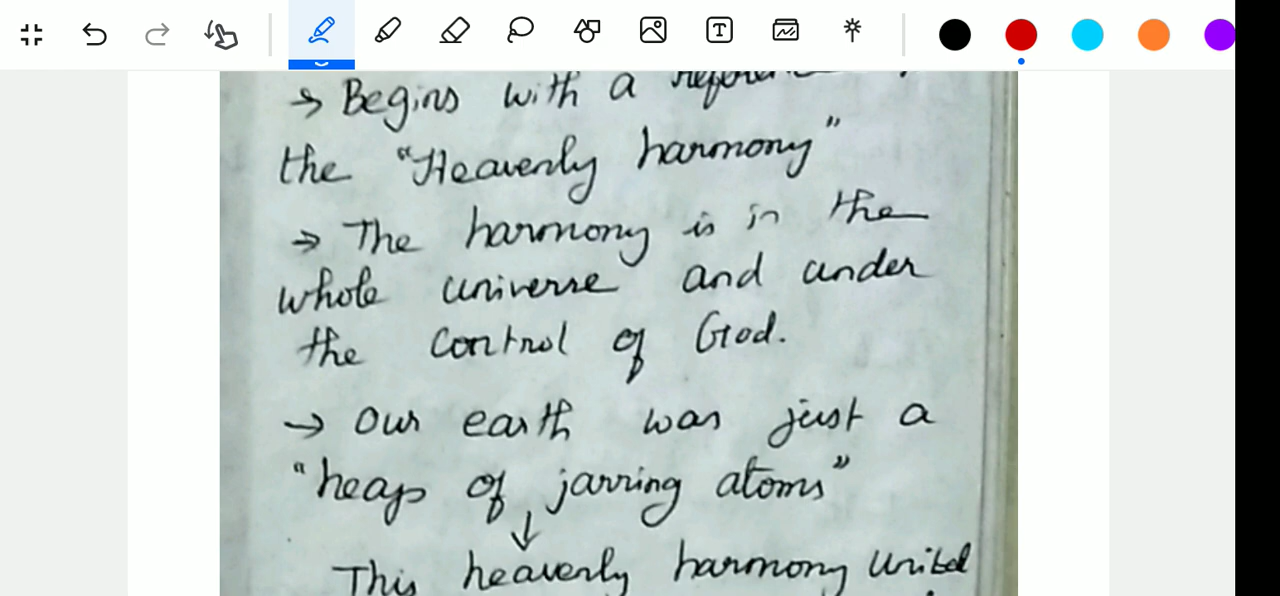 → Begins with a
the "Heavenly harmony"
→ The harmony is in the
whole universe and under
the control of God.
→ Our earth was just a
"heap of jarring atoms"
↓
This heavenly harmony united